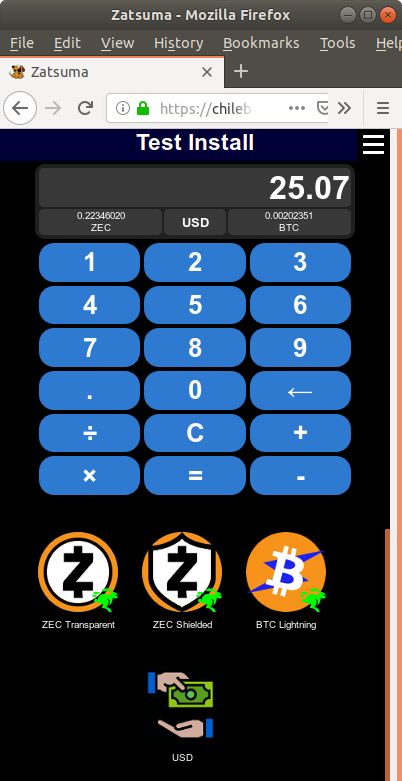 Zatsuma - Mozilla Firefox
File Edit View History Bookmarks Tools Help
Zatsuma
https://chileb
Test Install
25.07
0.22346020
ZEC
USD
0.00202351
BTC
1 2 3
4 5 6
7 8 9
. 0 ←
÷ C +
× = -
ZEC Transparent ZEC Shielded BTC Lightning
USD